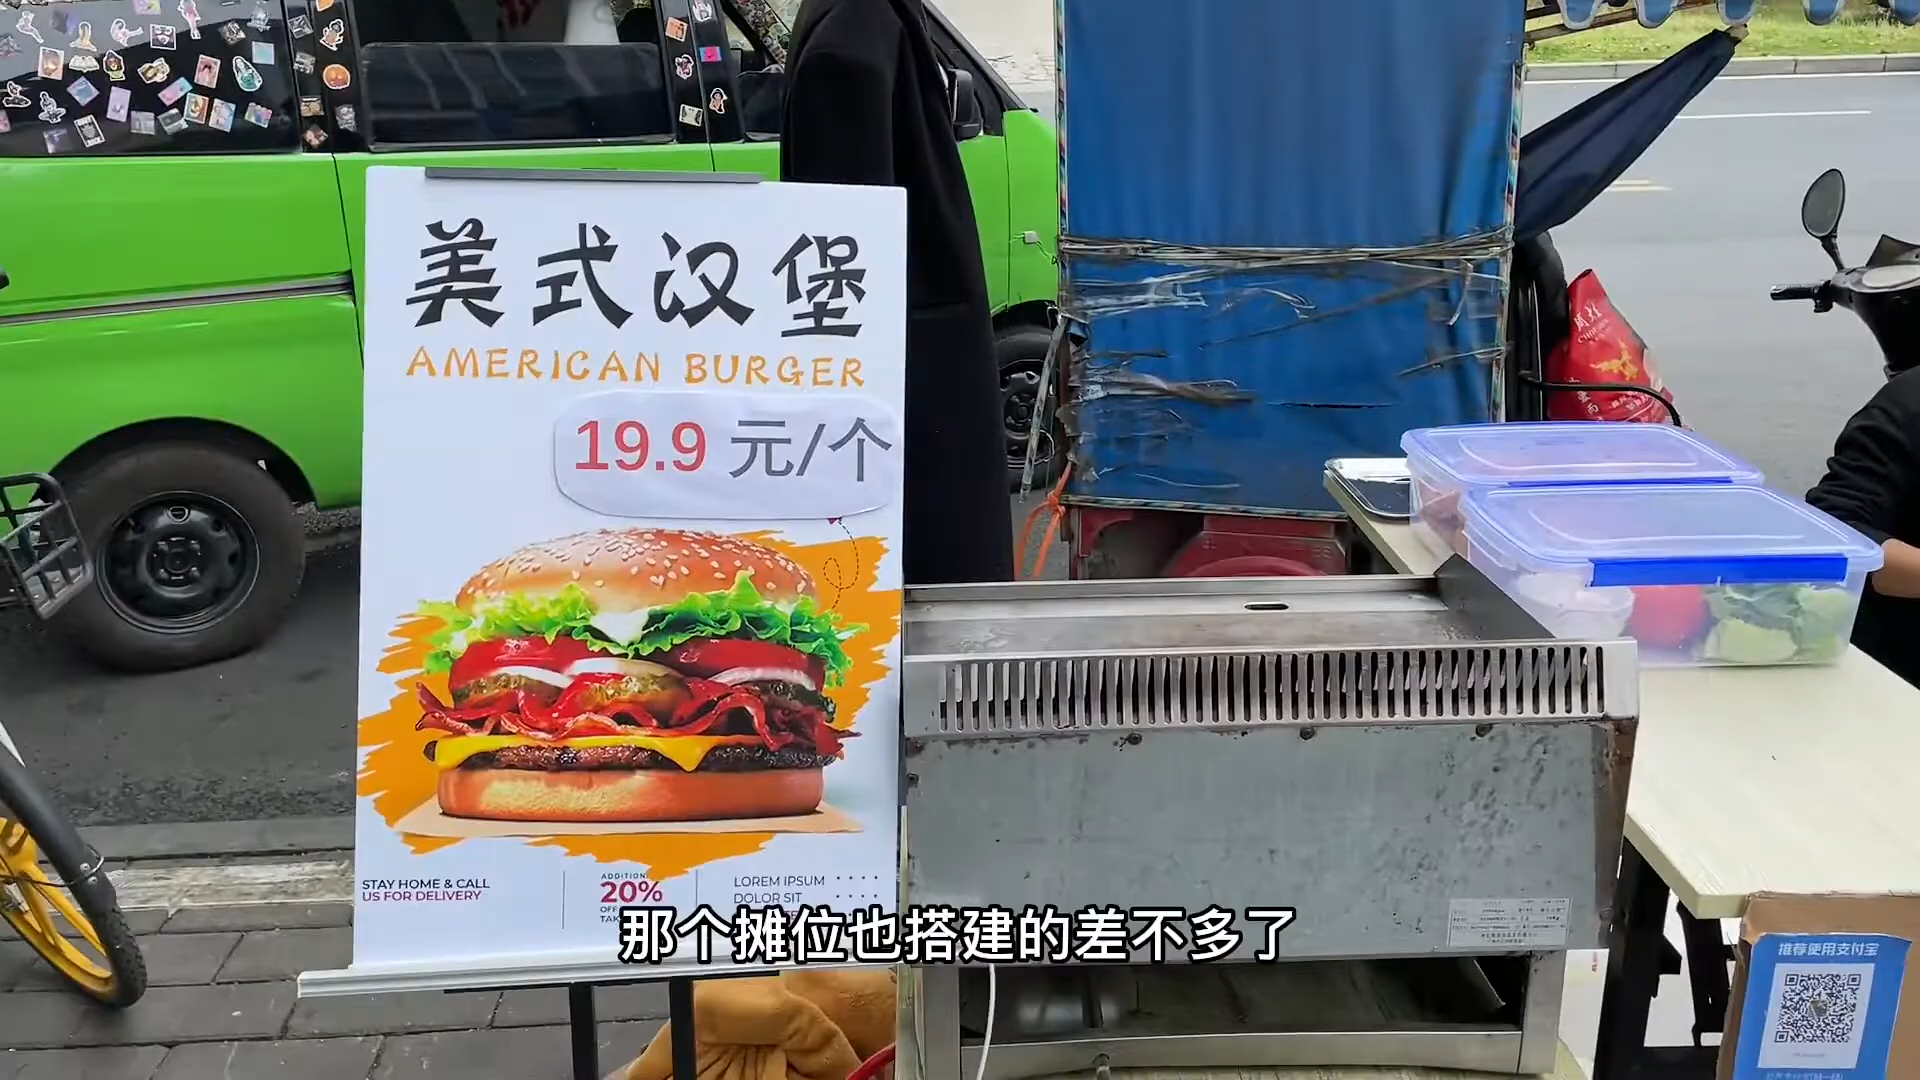 美式汉堡
AMERICAN BURGER
19.9 元/个
STAY HOME & CALL
US FOR DELIVERY
20%
LOREM IPSUM
DOLOR SIT
那个摊位也搭建的差不多了
推荐使用支付宝